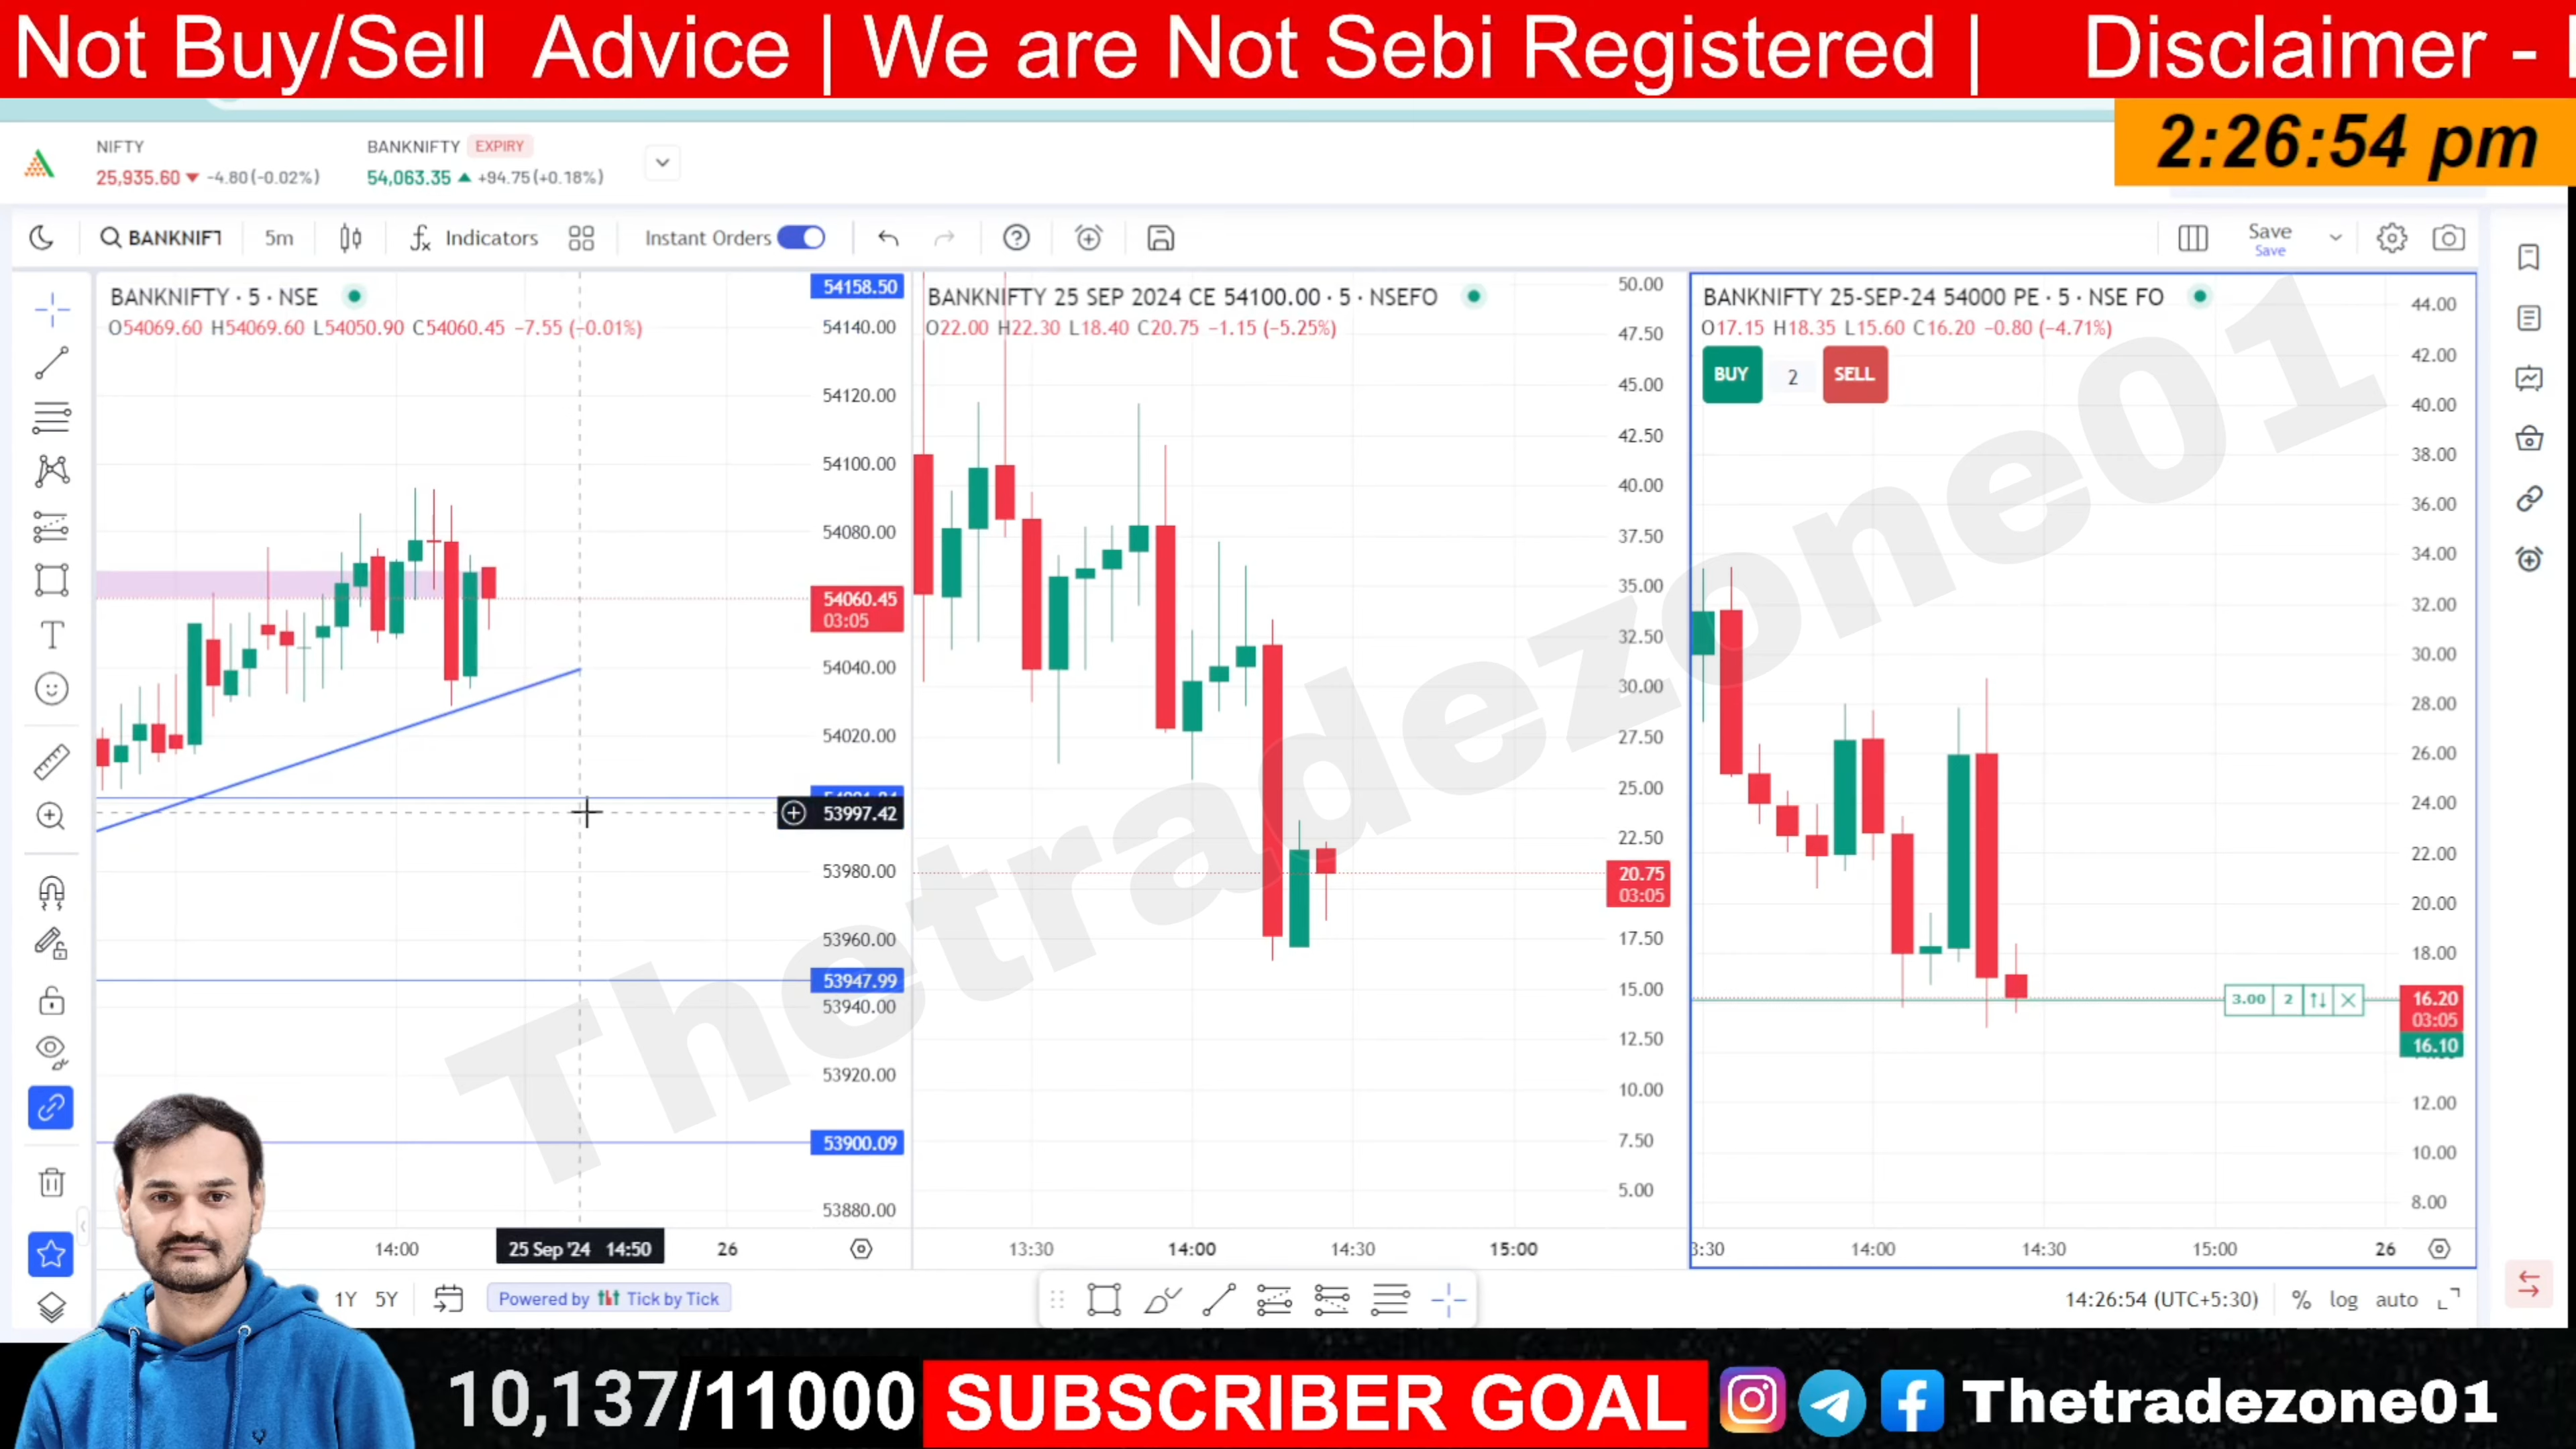 Not Buy/Sell Advice | We are Not Sebi Registered | Disclaimer -
2:26:54 pm
NIFTY
25,935.60 ▼ -4.80 (-0.02%)
BANKNIFTY EXPIRY
54,063.35 ▲ +94.75 (+0.18%)
BANKNIFT 5m Indicators Instant Orders
Save
Save
BANKNIFTY · 5 · NSE
O54069.60 H54069.60 L54050.90 C54060.45 -7.55 (-0.01%)
54158.50
54140.00
54120.00
54100.00
54080.00
54060.45
03:05
54040.00
54020.00
53997.42
53980.00
53960.00
53947.99
53940.00
53920.00
53900.09
53880.00
14:00
25 Sep '24 14:50
26
BANKNIFTY 25 SEP 2024 CE 54100.00 · 5 · NSEFO
O22.00 H22.30 L18.40 C20.75 -1.15 (-5.25%)
50.00
47.50
45.00
42.50
40.00
37.50
35.00
32.50
30.00
27.50
25.00
22.50
20.75
03:05
17.50
15.00
12.50
10.00
7.50
5.00
13:30 14:00 14:30 15:00
BANKNIFTY 25-SEP-24 54000 PE · 5 · NSE FO
O17.15 H18.35 L15.60 C16.20 -0.80 (-4.71%)
BUY 2 SELL
44.00
42.00
40.00
38.00
36.00
34.00
32.00
30.00
28.00
26.00
24.00
22.00
20.00
18.00
3.00 2
16.20
03:05
16.10
12.00
10.00
8.00
3:30 14:00 14:30 15:00 26
Thetradezone01
1Y 5Y
Powered by Tick by Tick
14:26:54 (UTC+5:30) % log auto
10,137/11000 SUBSCRIBER GOAL Thetradezone01